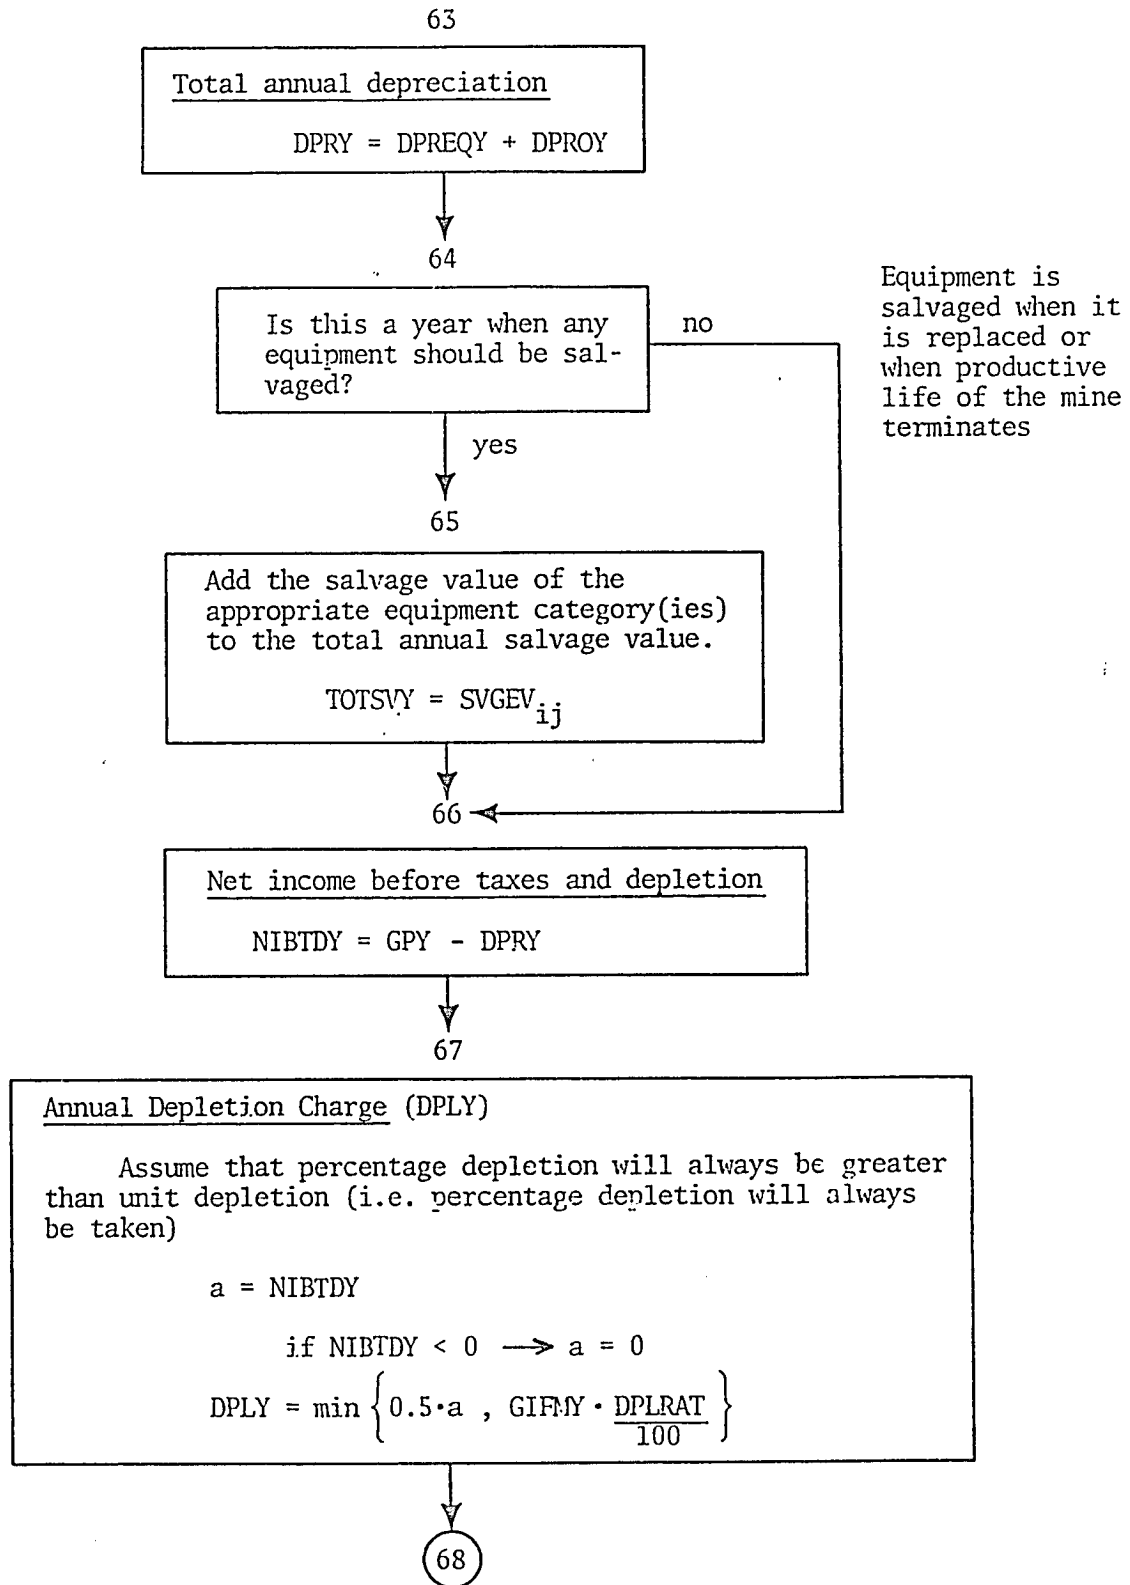 63
Total annual depreciation
DPRY = DPREQY + DPROY
64
Is this a year when any
equipment should be sal-
vaged?
no
yes
Equipment is
salvaged when it
is replaced or
when productive
life of the mine
terminates
65
Add the salvage value of the
appropriate equipment category(ies)
to the total annual salvage value.
TOTSVY = SVGEV_ij
66
Net income before taxes and depletion
NIBTDY = GPY - DPRY
67
Annual Depletion Charge (DPLY)
Assume that percentage depletion will always be greater
than unit depletion (i.e. percentage depletion will always
be taken)
a = NIBTDY
if NIBTDY < 0 → a = 0
DPLY = min { 0.5·a , GIFMY · DPLRAT/100 }
68